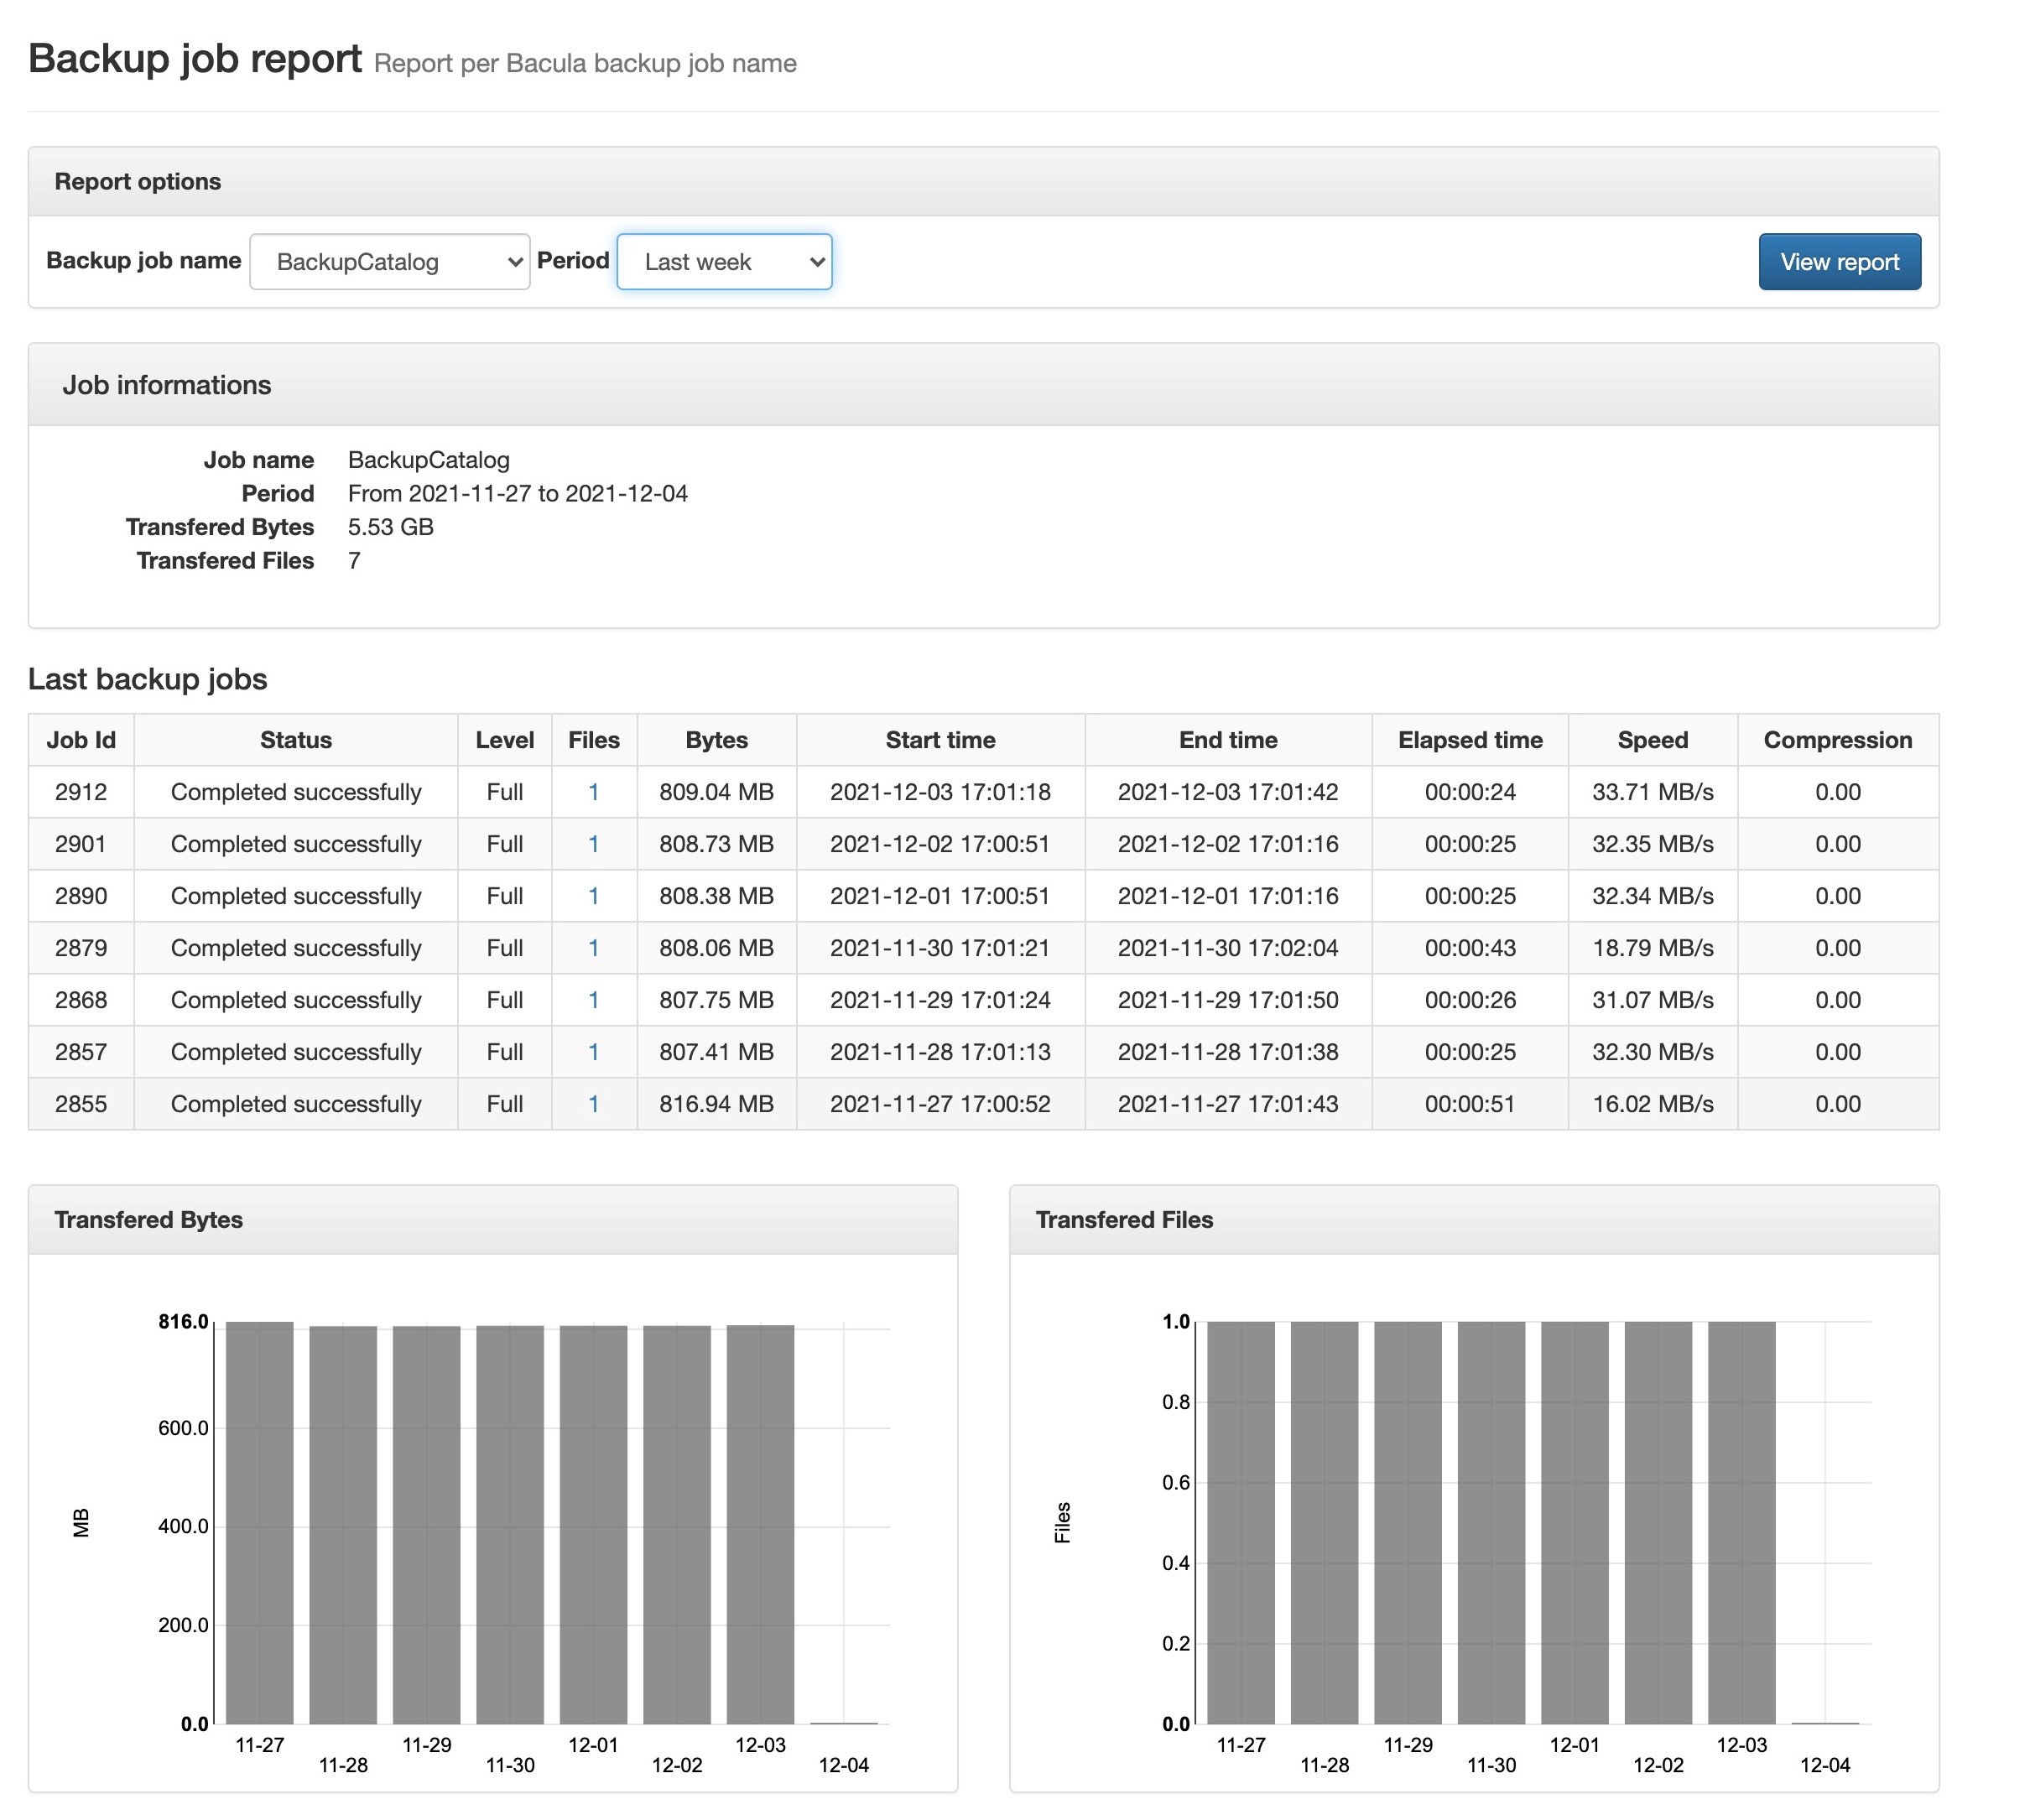 Backup job report Report per Bacula backup job name
Report options
Backup job name BackupCatalog Period Last week View report
Job informations
Job name BackupCatalog
Period From 2021-11-27 to 2021-12-04
Transfered Bytes 5.53 GB
Transfered Files 7
Last backup jobs
Job Id Status Level Files Bytes Start time End time Elapsed time Speed Compression
2912 Completed successfully Full 1 809.04 MB 2021-12-03 17:01:18 2021-12-03 17:01:42 00:00:24 33.71 MB/s 0.00
2901 Completed successfully Full 1 808.73 MB 2021-12-02 17:00:51 2021-12-02 17:01:16 00:00:25 32.35 MB/s 0.00
2890 Completed successfully Full 1 808.38 MB 2021-12-01 17:00:51 2021-12-01 17:01:16 00:00:25 32.34 MB/s 0.00
2879 Completed successfully Full 1 808.06 MB 2021-11-30 17:01:21 2021-11-30 17:02:04 00:00:43 18.79 MB/s 0.00
2868 Completed successfully Full 1 807.75 MB 2021-11-29 17:01:24 2021-11-29 17:01:50 00:00:26 31.07 MB/s 0.00
2857 Completed successfully Full 1 807.41 MB 2021-11-28 17:01:13 2021-11-28 17:01:38 00:00:25 32.30 MB/s 0.00
2855 Completed successfully Full 1 816.94 MB 2021-11-27 17:00:52 2021-11-27 17:01:43 00:00:51 16.02 MB/s 0.00
Transfered Bytes
816.0
600.0
400.0
200.0
0.0
MB
11-27 11-29 12-01 12-03
11-28 11-30 12-02 12-04
Transfered Files
1.0
0.8
0.6
0.4
0.2
0.0
Files
11-27 11-29 12-01 12-03
11-28 11-30 12-02 12-04